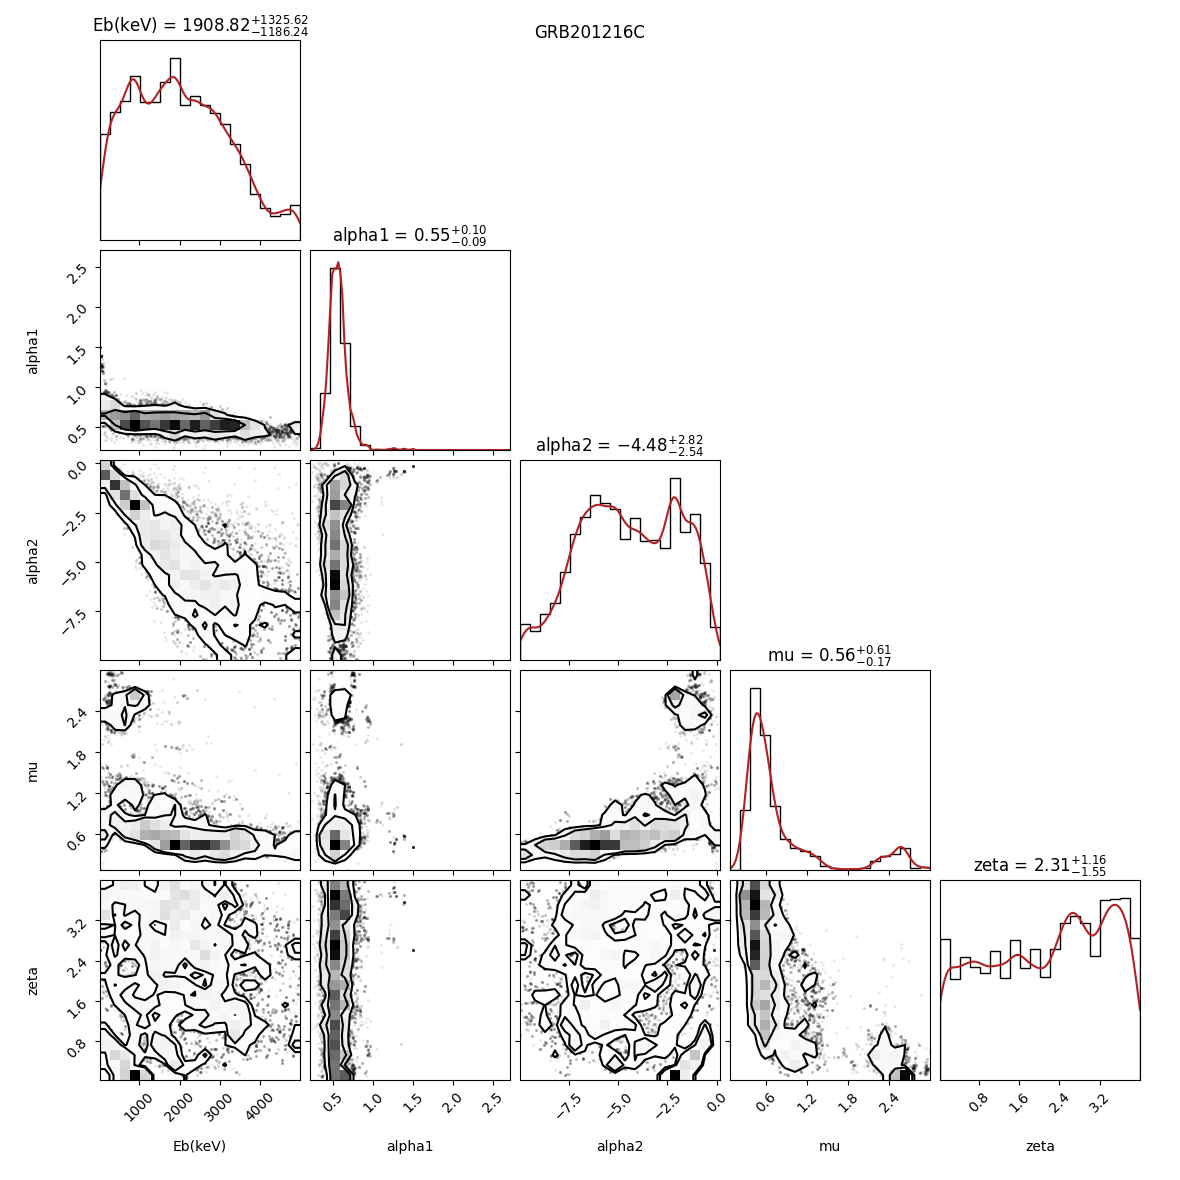 GRB201216C
Eb(keV) = 1908.82+1325.62
−1186.24
alpha1 = 0.55+0.10
−0.09
alpha1
2.5
2.0
1.5
1.0
0.5
alpha2 = −4.48+2.82
−2.54
alpha2
0.0
−2.5
−5.0
−7.5
mu = 0.56+0.61
−0.17
mu
2.4
1.8
1.2
0.6
zeta = 2.31+1.16
−1.55
zeta
3.2
2.4
1.6
0.8
1000 2000 3000 4000
0.5 1.0 1.5 2.0 2.5
−7.5 −5.0 −2.5 0.0
0.6 1.2 1.8 2.4
0.8 1.6 2.4 3.2
Eb(keV) alpha1 alpha2 mu zeta